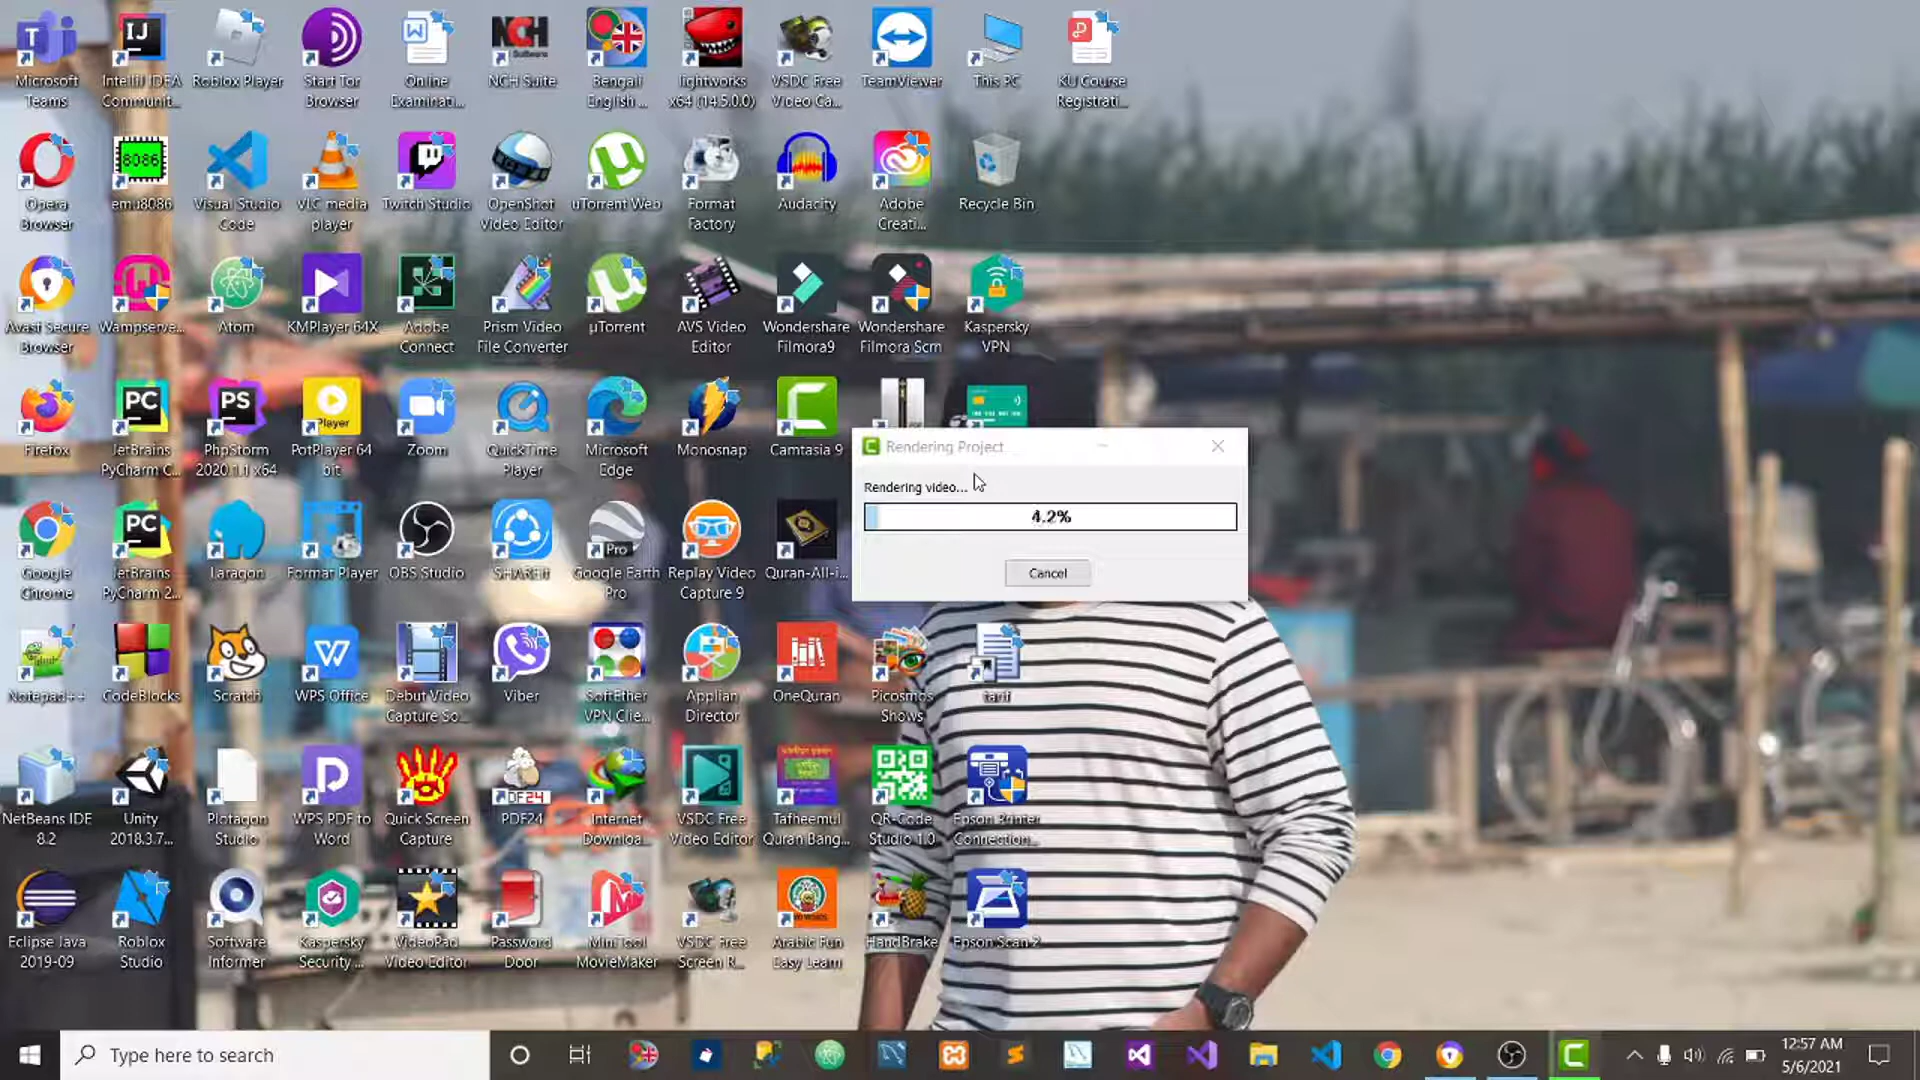 Microsoft Teams
IntelliJ IDEA Communit...
Roblox Player
Start Tor Browser
Online Examinati...
NCH Suite
Bengali English ...
lightworks x64 (14.5.0.0)
VSDC Free Video Ca...
TeamViewer
This PC
KU Course Registrati...
Opera Browser
emu8086
Visual Studio Code
VLC media player
Twitch Studio
OpenShot Video Editor
uTorrent Web
Format Factory
Audacity
Adobe Creati...
Recycle Bin
Avast Secure Browser
Wampserve...
Atom
KMPlayer 64X
Adobe Connect
Prism Video File Converter
µTorrent
AVS Video Editor
Wondershare Filmora9
Wondershare Filmora Scrn
Kaspersky VPN
Firefox
JetBrains PyCharm C...
PhpStorm 2020.1.1 x64
PotPlayer 64 bit
Zoom
QuickTime Player
Microsoft Edge
Monosnap
Camtasia 9
Rendering Project
Rendering video...
4.2%
Cancel
Google Chrome
JetBrains PyCharm 2...
Laragon
Format Player
OBS Studio
SHAREit
Google Earth Pro
Replay Video Capture 9
Quran-All-i...
Notepad++
CodeBlocks
Scratch
WPS Office
Debut Video Capture So...
Viber
SoftEther VPN Clie...
Applian Director
OneQuran
Picosmos Shows
tarif
NetBeans IDE 8.2
Unity 2018.3.7...
Plotagon Studio
WPS PDF to Word
Quick Screen Capture
PDF24
Internet Downloa...
VSDC Free Video Editor
Tafheemul Quran Bang...
QR-Code Studio 1.0
Epson Printer Connection...
Eclipse Java 2019-09
Roblox Studio
Software Informer
Kaspersky Security ...
VideoPad Video Editor
Password Door
MiniTool MovieMaker
VSDC Free Screen R...
Arabic Fun Easy Learn
HandBrake
Epson Scan 2
Type here to search
12:57 AM
5/6/2021